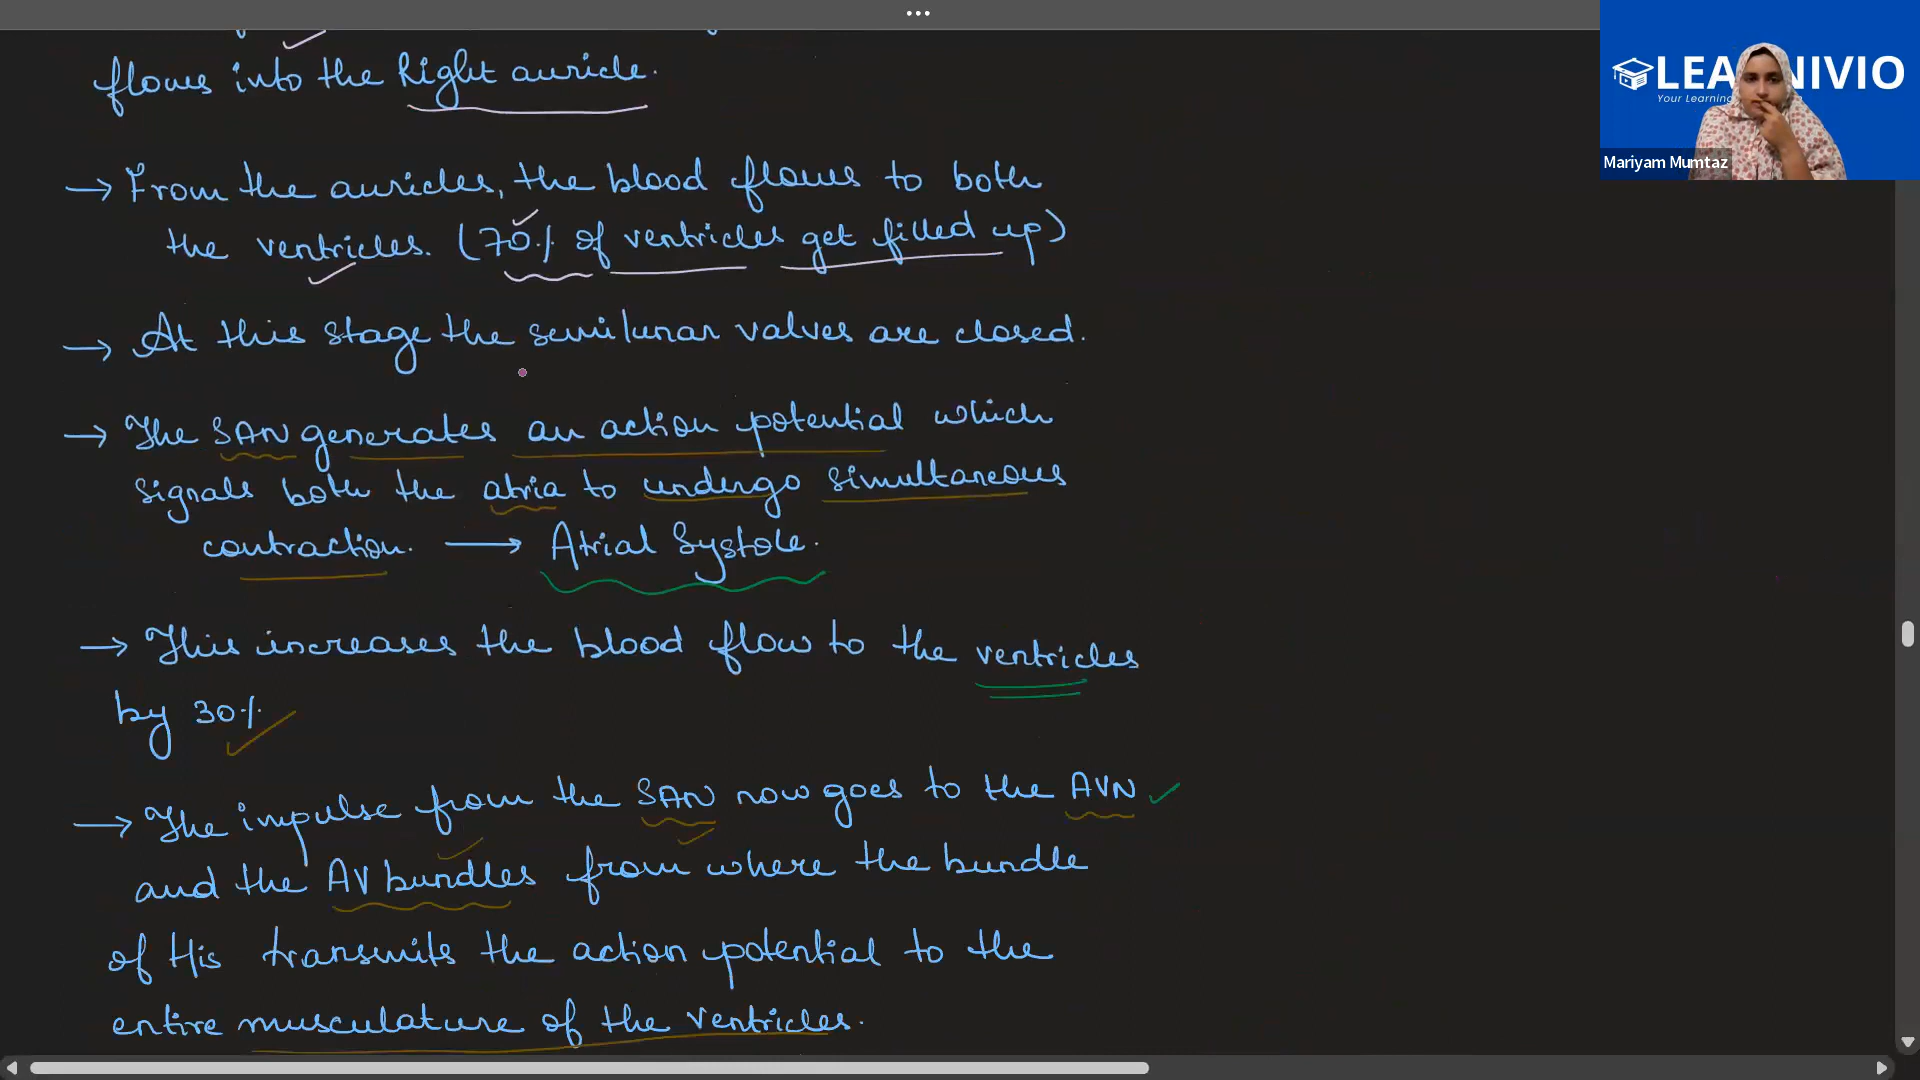 flows into the Right auricle.
LEA NIVIO
Your Learning
Mariyam Mumtaz
→ From the auricles, the blood flows to both
the ventricles. (70% of ventricles get filled up)
→ At this stage the semilunar valves are closed.
→ The SAN generates an action potential which
signals both the atria to undergo simultaneous
contraction. → Atrial Systole.
→ This increases the blood flow to the ventricles
by 30%
→ The impulse from the SAN now goes to the AVN
and the AV bundles from where the bundle
of His transmits the action potential to the
entire musculature of the ventricles.